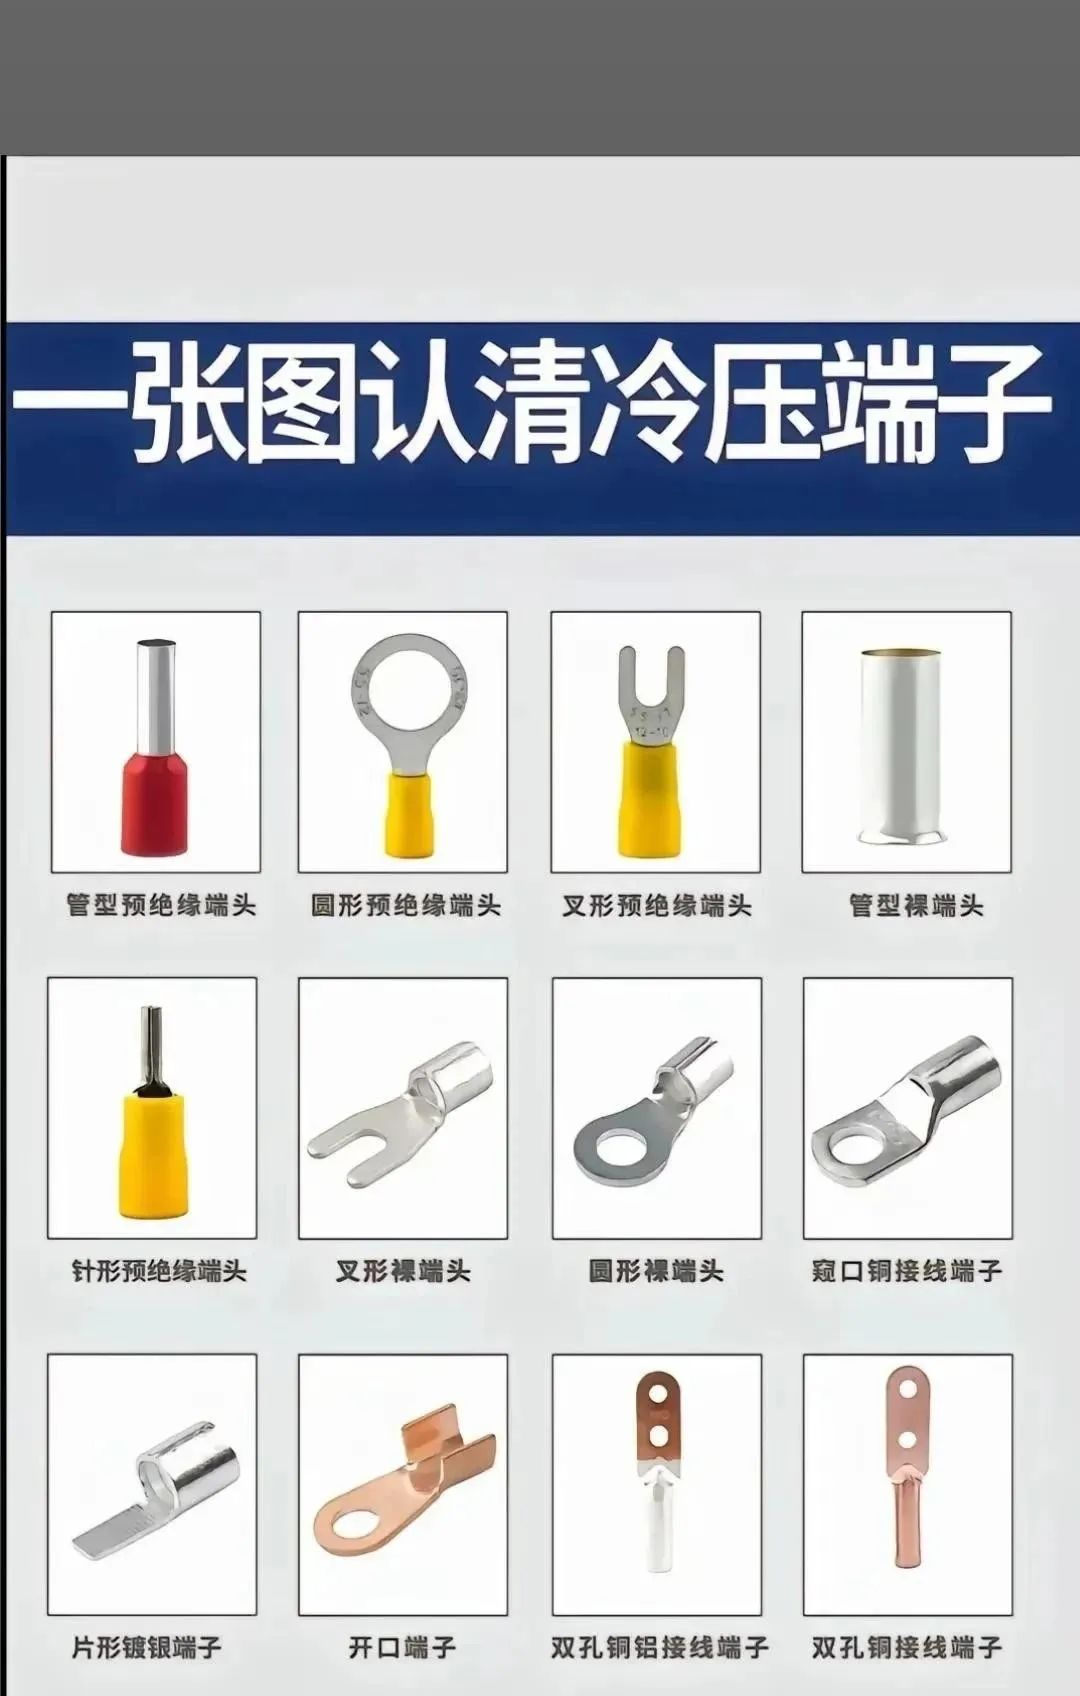 一张图认清冷压端子
12-10
管型预绝缘端头
圆形预绝缘端头
叉形预绝缘端头
管型裸端头
针形预绝缘端头
叉形裸端头
圆形裸端头
窥口铜接线端子
片形镀银端子
开口端子
双孔铜铝接线端子
双孔铜接线端子